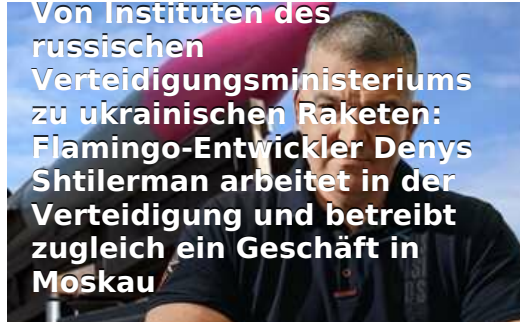 Von Instituten des
russischen
Verteidigungsministeriums
zu ukrainischen Raketen:
Flamingo-Entwickler Denys
Shtilerman arbeitet in der
Verteidigung und betreibt
zugleich ein Geschäft in
Moskau